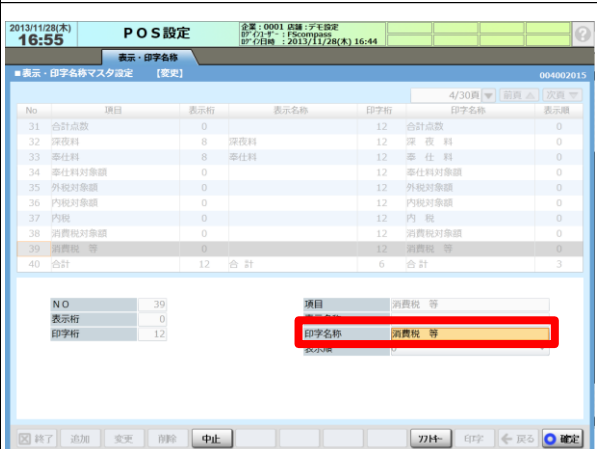 2013/11/28(木)
16:55
POS設定
企業:0001 店舗:デモ設定
ﾛｸﾞｲﾝﾕｰｻﾞｰ:FScompass
ﾛｸﾞｲﾝ日時 :2013/11/28(木) 16:44
表示・印字名称
■表示・印字名称マスタ設定 【変更】 004002015
4/30頁 前頁 次頁
No 項目 表示桁 表示名称 印字桁 印字名称 表示順
31 合計点数 0 12 合計点数 0
32 深夜料 8 深夜料 12 深 夜 料 0
33 奉仕料 8 奉仕料 12 奉 仕 料 0
34 奉仕料対象額 0 12 奉仕料対象額 0
35 外税対象額 0 12 外税対象額 0
36 内税対象額 0 12 内税対象額 0
37 内税 0 12 内 税 0
38 消費税対象額 0 12 消費税対象額 0
39 消費税 等 0 12 消費税 等 0
40 合計 12 合 計 6 合 計 3
NO 39 項目 消費税 等
表示桁 0
印字桁 12 印字名称 消費税 等
表示順 0
終了 追加 変更 削除 中止 ｿﾌﾄｷｰ 印字 戻る 確定